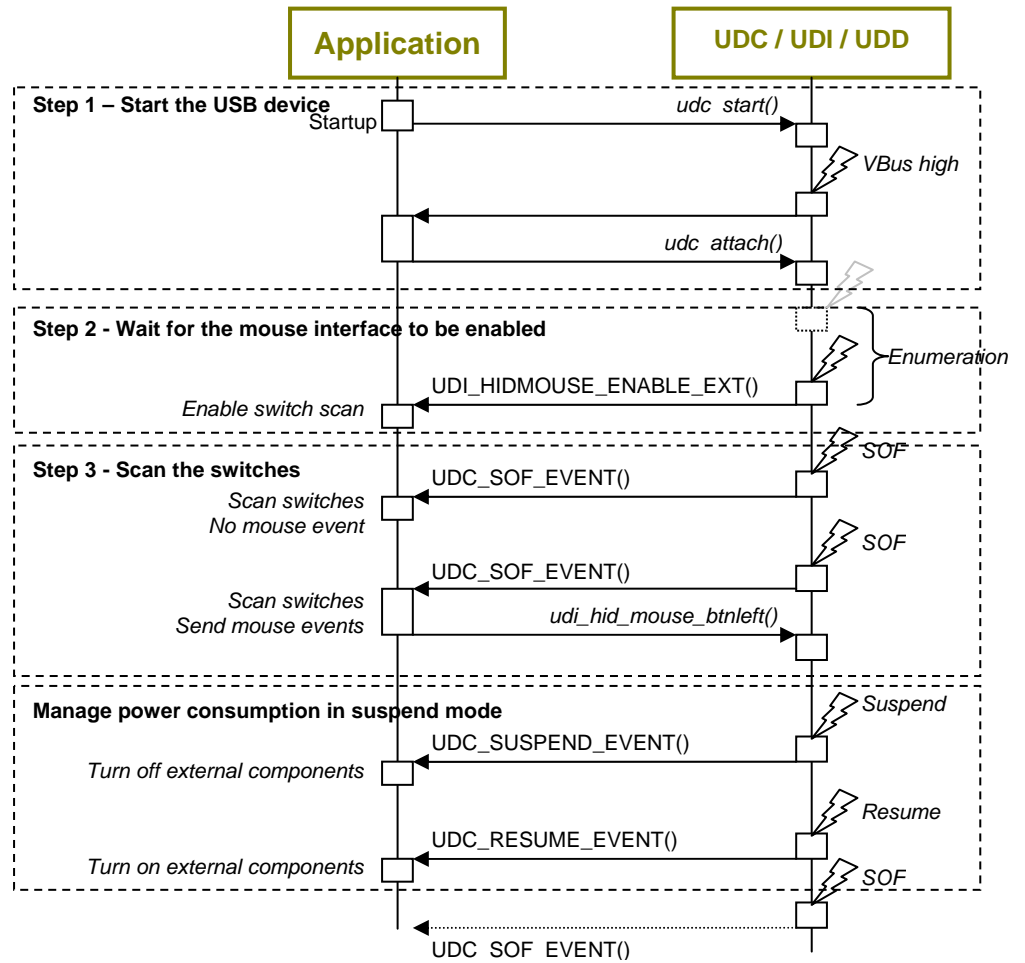 Application
UDC / UDI / UDD
Step 1 – Start the USB device
Startup
udc_start()
VBus high
udc_attach()
Step 2 - Wait for the mouse interface to be enabled
Enumeration
UDI_HIDMOUSE_ENABLE_EXT()
Enable switch scan
SOF
Step 3 - Scan the switches
UDC_SOF_EVENT()
Scan switches
No mouse event
SOF
UDC_SOF_EVENT()
Scan switches
Send mouse events
udi_hid_mouse_btnleft()
Suspend
Manage power consumption in suspend mode
UDC_SUSPEND_EVENT()
Turn off external components
Resume
UDC_RESUME_EVENT()
Turn on external components
SOF
UDC_SOF_EVENT()